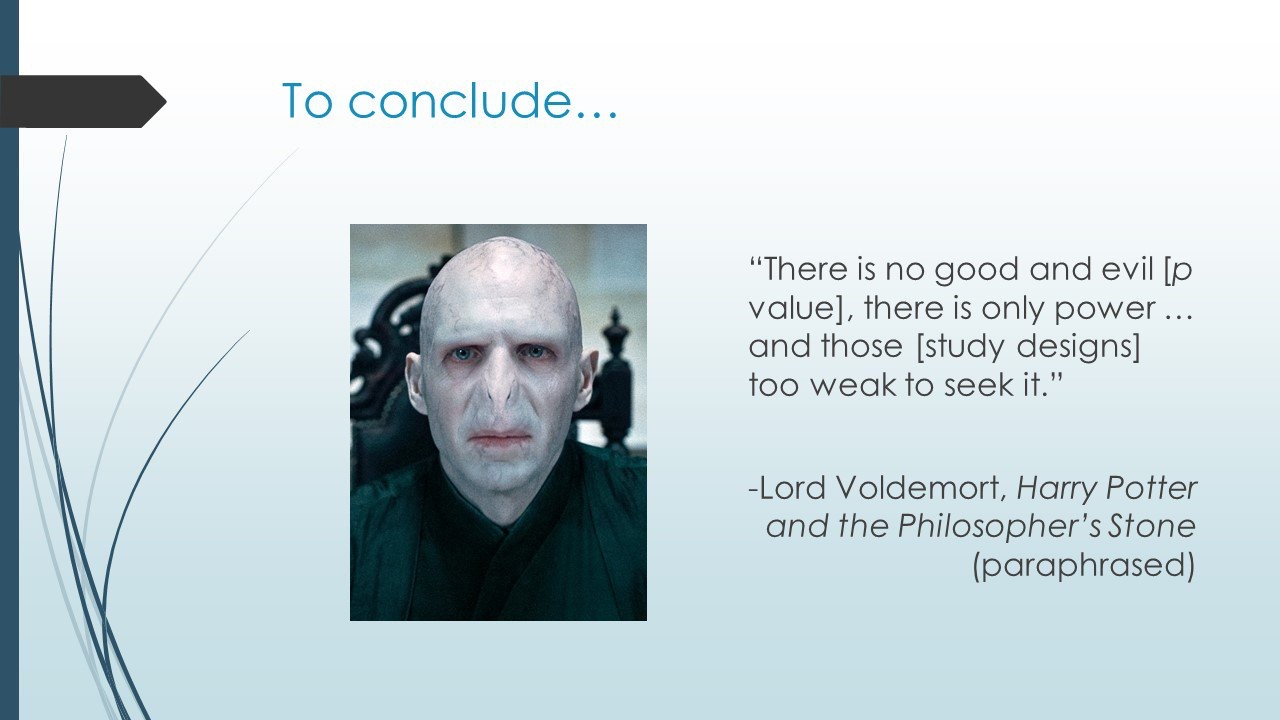 To conclude…
“There is no good and evil [p
value], there is only power …
and those [study designs]
too weak to seek it.”
-Lord Voldemort, Harry Potter
and the Philosopher’s Stone
(paraphrased)